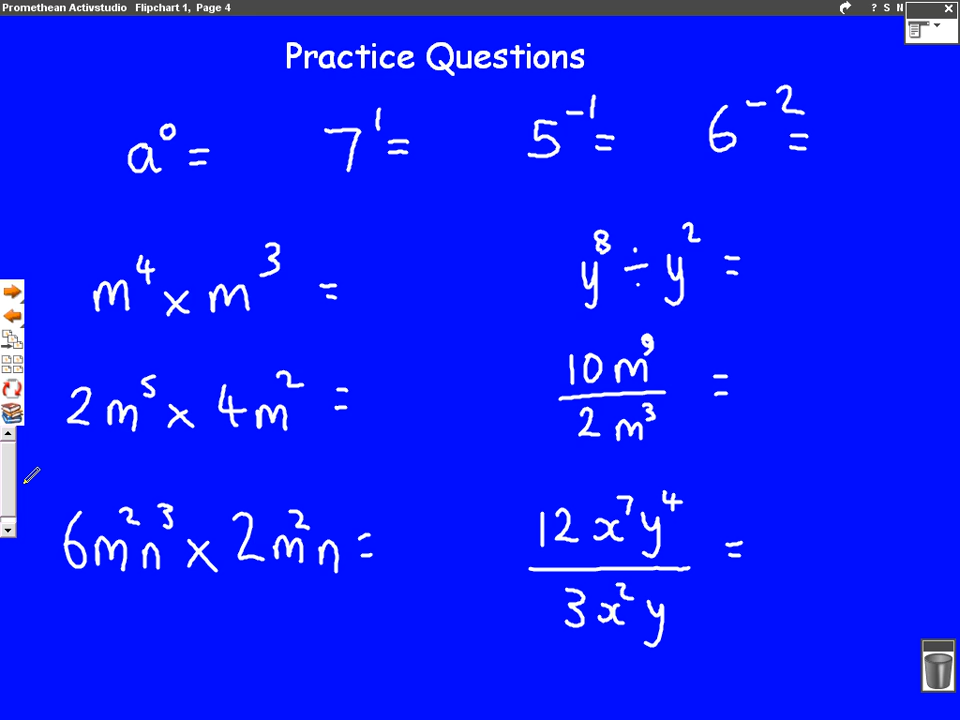 Promethean Activstudio Flipchart 1, Page 4 ? S N
Practice Questions
a⁰ = 7¹ = 5⁻¹ = 6⁻² =
m⁴ × m³ = y⁸ ÷ y² =
2m⁵ × 4m² = 10m⁹/2m³ =
6m²n³ × 2m²n = 12x⁷y⁴/3x²y =